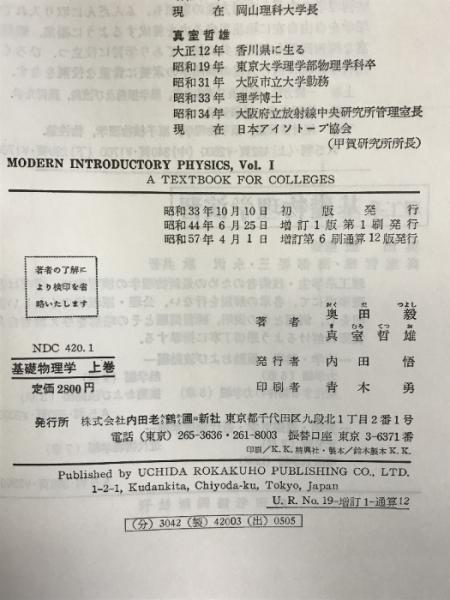 現 在 岡山理科大学長
真室哲雄
大正12年 香川県に生る
昭和19年 東京大学理学部物理学科卒
昭和31年 大阪市立大学勤務
昭和33年 理学博士
昭和34年 大阪府立放射線中央研究所管理室長
現 在 日本アイソトープ協会
(甲賀研究所所長)
MODERN INTRODUCTORY PHYSICS, Vol. I
A TEXTBOOK FOR COLLEGES
昭和33年10月10日 初版発行
昭和44年6月25日 増訂1版第1刷発行
昭和57年4月1日 増訂第6刷通算12版発行
著者の了解に
より検印を省
略いたします
おく だ つよし
著者 奥田毅
ま むろ てつ お
真室哲雄
NDC 420.1
基礎物理学 上巻
定価2800円
発行者 内田悟
印刷者 青木勇
発行所 株式会社内田老鶴圃新社 東京都千代田区九段北1丁目2番1号
電話(東京) 265-3636・261-8003 振替口座 東京 3-6371番
印刷/K.K.精興社・製本/鈴木製本K.K.
Published by UCHIDA ROKAKUHO PUBLISHING CO., LTD.
1-2-1, Kudankita, Chiyoda-ku, Tokyo, Japan
U. R. No. 19-増訂1-通算12
(分) 3042 (製) 42003 (出) 0505